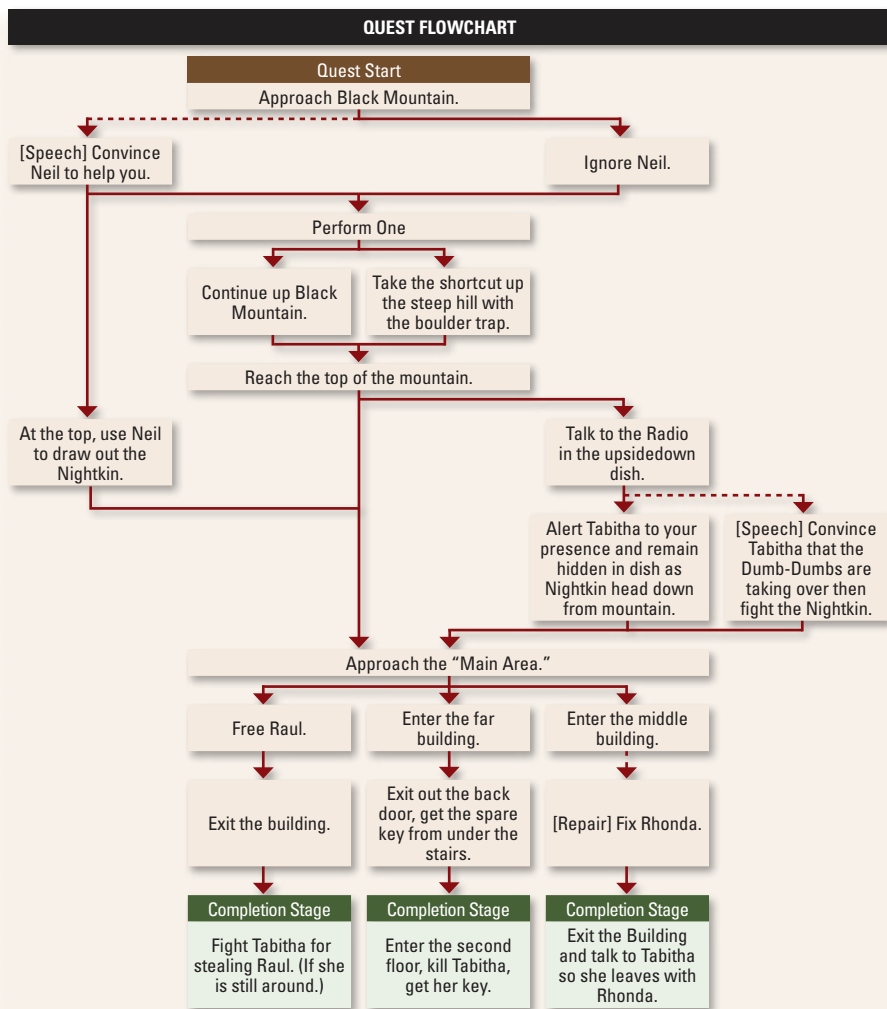 QUEST FLOWCHART
Quest Start
Approach Black Mountain.
[Speech] Convince
Neil to help you.
Ignore Neil.
Perform One
Continue up Black
Mountain.
Take the shortcut up
the steep hill with
the boulder trap.
Reach the top of the mountain.
At the top, use Neil
to draw out the
Nightkin.
Talk to the Radio
in the upsidedown
dish.
Alert Tabitha to your
presence and remain
hidden in dish as
Nightkin head down
from mountain.
[Speech] Convince
Tabitha that the
Dumb-Dumbs are
taking over then
fight the Nightkin.
Approach the “Main Area.”
Free Raul.
Enter the far
building.
Enter the middle
building.
Exit the building.
Exit out the back
door, get the spare
key from under the
stairs.
[Repair] Fix Rhonda.
Completion Stage
Fight Tabitha for
stealing Raul. (If she
is still around.)
Completion Stage
Enter the second
floor, kill Tabitha,
get her key.
Completion Stage
Exit the Building
and talk to Tabitha
so she leaves with
Rhonda.